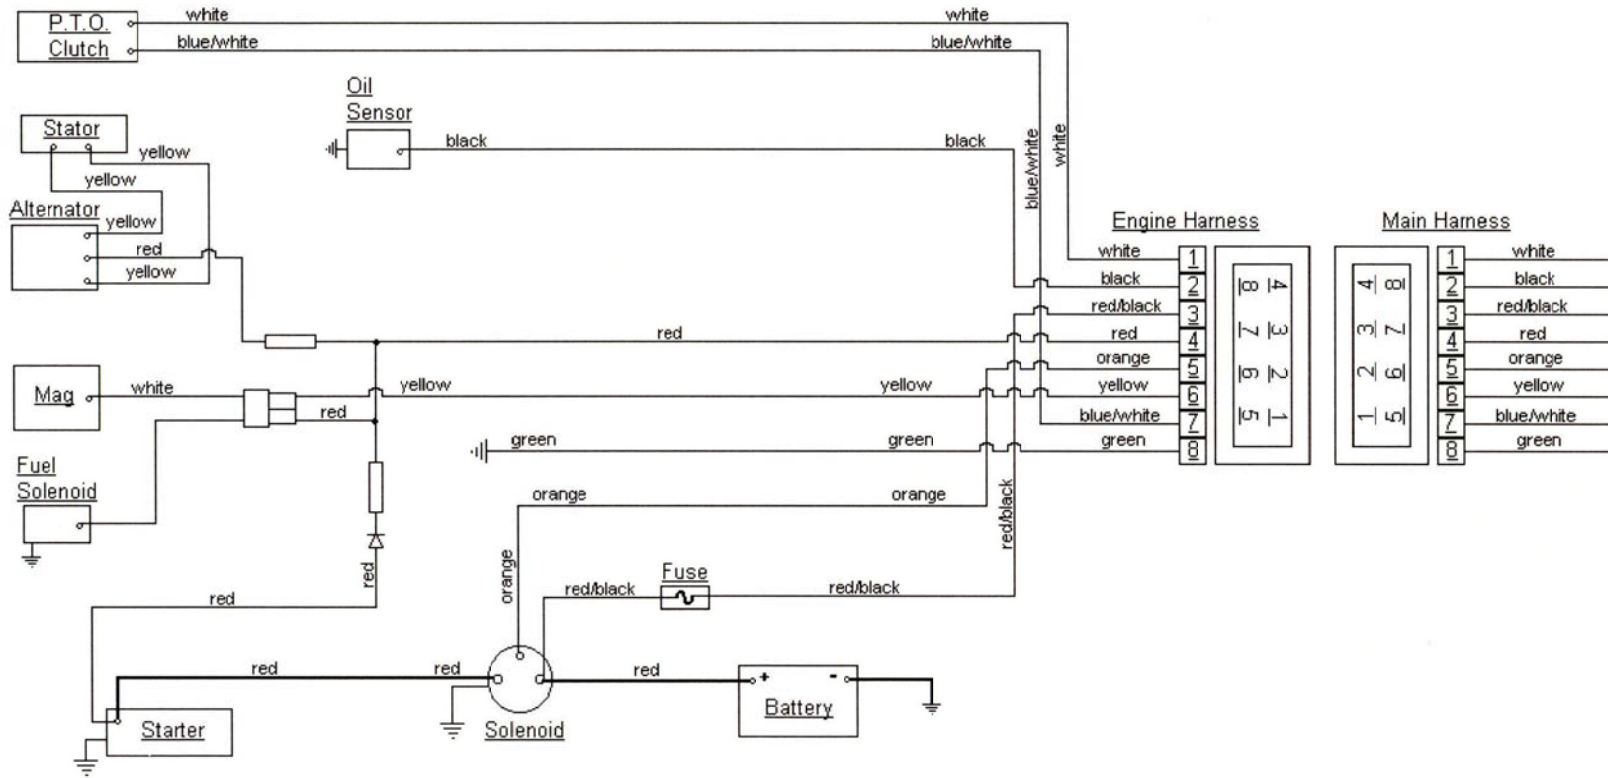 P.T.O.
Clutch
white
white
blue/white
blue/white
Oil
Sensor
black
black
blue/white
white
Stator
yellow
yellow
Alternator
yellow
red
yellow
Engine Harness
Main Harness
white
black
red/black
red
orange
yellow
blue/white
green
1
2
3
4
5
6
7
8
4 8
3 7
2 6
1 5
4 8
3 7
2 6
1 5
1
2
3
4
5
6
7
8
white
black
red/black
red
orange
yellow
blue/white
green
red
Mag
white
yellow
yellow
red
green
green
Fuel
Solenoid
orange
orange
red/black
orange
red
red
Fuse
red/black
red/black
red
red
red
Starter
Solenoid
+ -
Battery